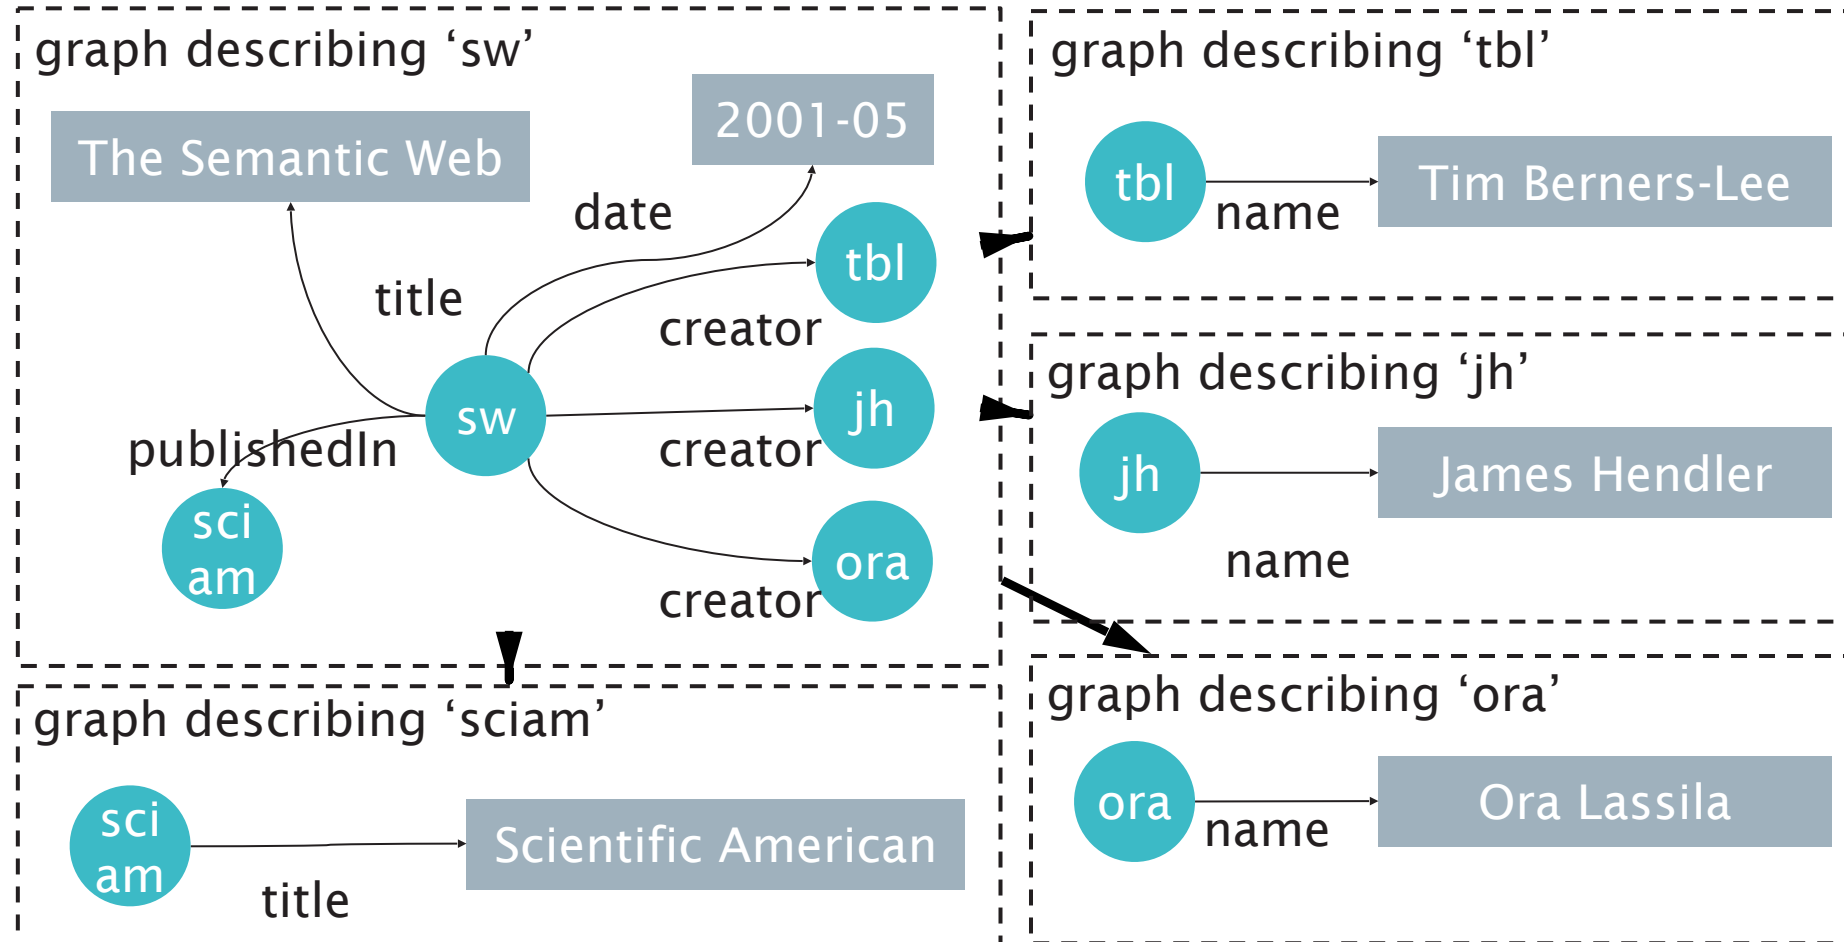 graph describing ‘sw’
The Semantic Web
2001-05
date
title
tbl
creator
sw
jh
publishedIn
creator
sci
am
ora
creator
graph describing ‘tbl’
tbl
name
Tim Berners-Lee
graph describing ‘jh’
jh
name
James Hendler
graph describing ‘sciam’
sci
am
title
Scientific American
graph describing ‘ora’
ora
name
Ora Lassila